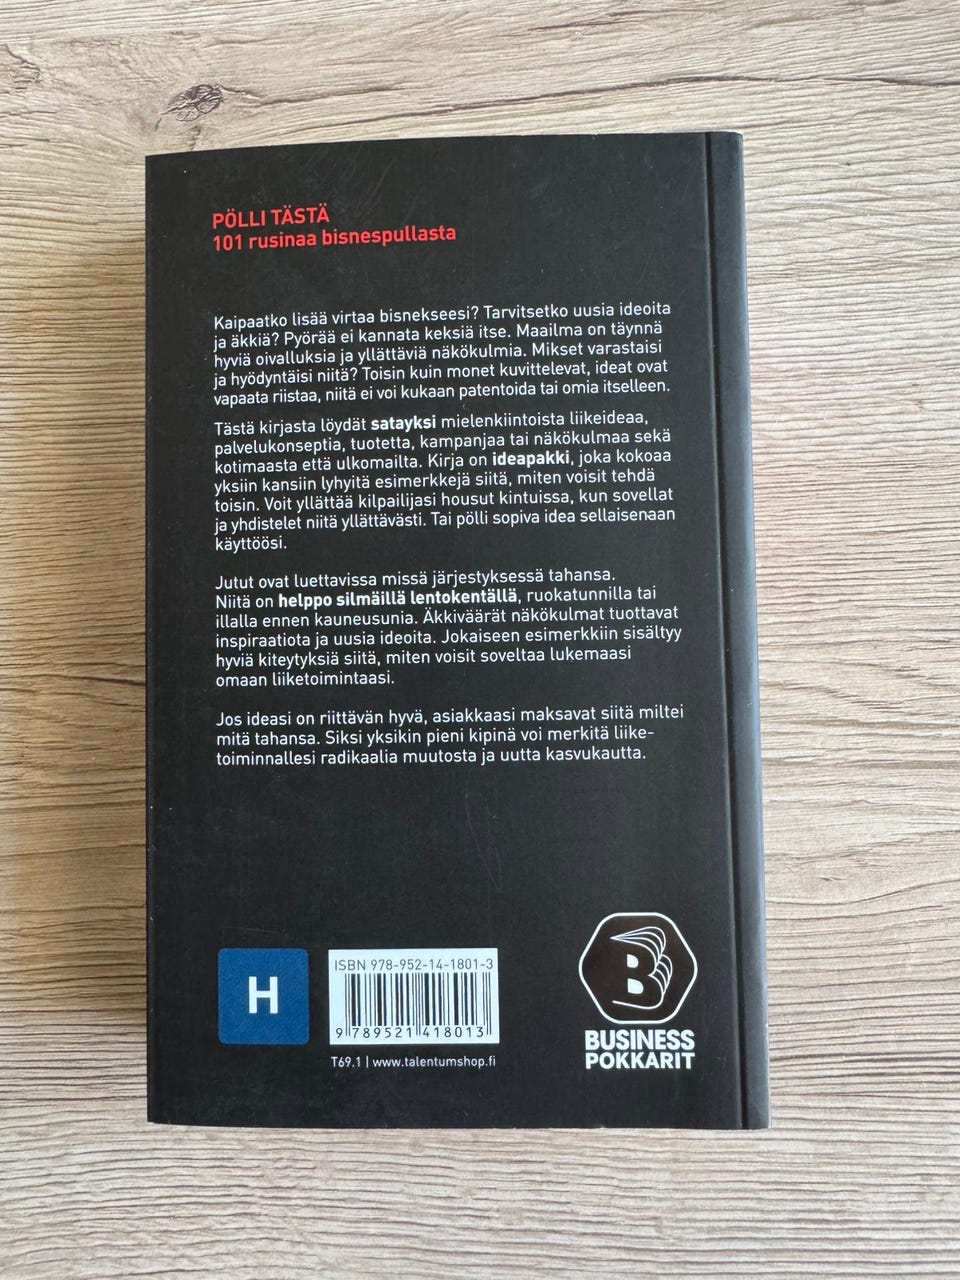 PÖLLI TÄSTÄ
101 rusinaa bisnespullasta
Kaipaatko lisää virtaa bisnekseesi? Tarvitsetko uusia ideoita
ja äkkiä? Pyörää ei kannata keksiä itse. Maailma on täynnä
hyviä oivalluksia ja yllättäviä näkökulmia. Mikset varastaisi
ja hyödyntäisi niitä? Toisin kuin monet kuvittelevat, ideat ovat
vapaata riistaa, niitä ei voi kukaan patentoida tai omia itselleen.
Tästä kirjasta löydät satayksi mielenkiintoista liikeideaa,
palvelukonseptia, tuotetta, kampanjaa tai näkökulmaa sekä
kotimaasta että ulkomailta. Kirja on ideapakki, joka kokoaa
yksiin kansiin lyhyitä esimerkkejä siitä, miten voisit tehdä
toisin. Voit yllättää kilpailijasi housut kintuissa, kun sovellat
ja yhdistelet niitä yllättävästi. Tai pölli sopiva idea sellaisenaan
käyttöösi.
Jutut ovat luettavissa missä järjestyksessä tahansa.
Niitä on helppo silmäillä lentokentällä, ruokatunnilla tai
illalla ennen kauneusunia. Äkkiväärät näkökulmat tuottavat
inspiraatiota ja uusia ideoita. Jokaiseen esimerkkiin sisältyy
hyviä kiteytyksiä siitä, miten voisit soveltaa lukemaasi
omaan liiketoimintaasi.
Jos ideasi on riittävän hyvä, asiakkaasi maksavat siitä miltei
mitä tahansa. Siksi yksikin pieni kipinä voi merkitä liike-
toiminnallesi radikaalia muutosta ja uutta kasvukautta.
H
ISBN 978-952-14-1801-3
9 789521 418013
T69.1 | www.talentumshop.fi
B
BUSINESS
POKKARIT